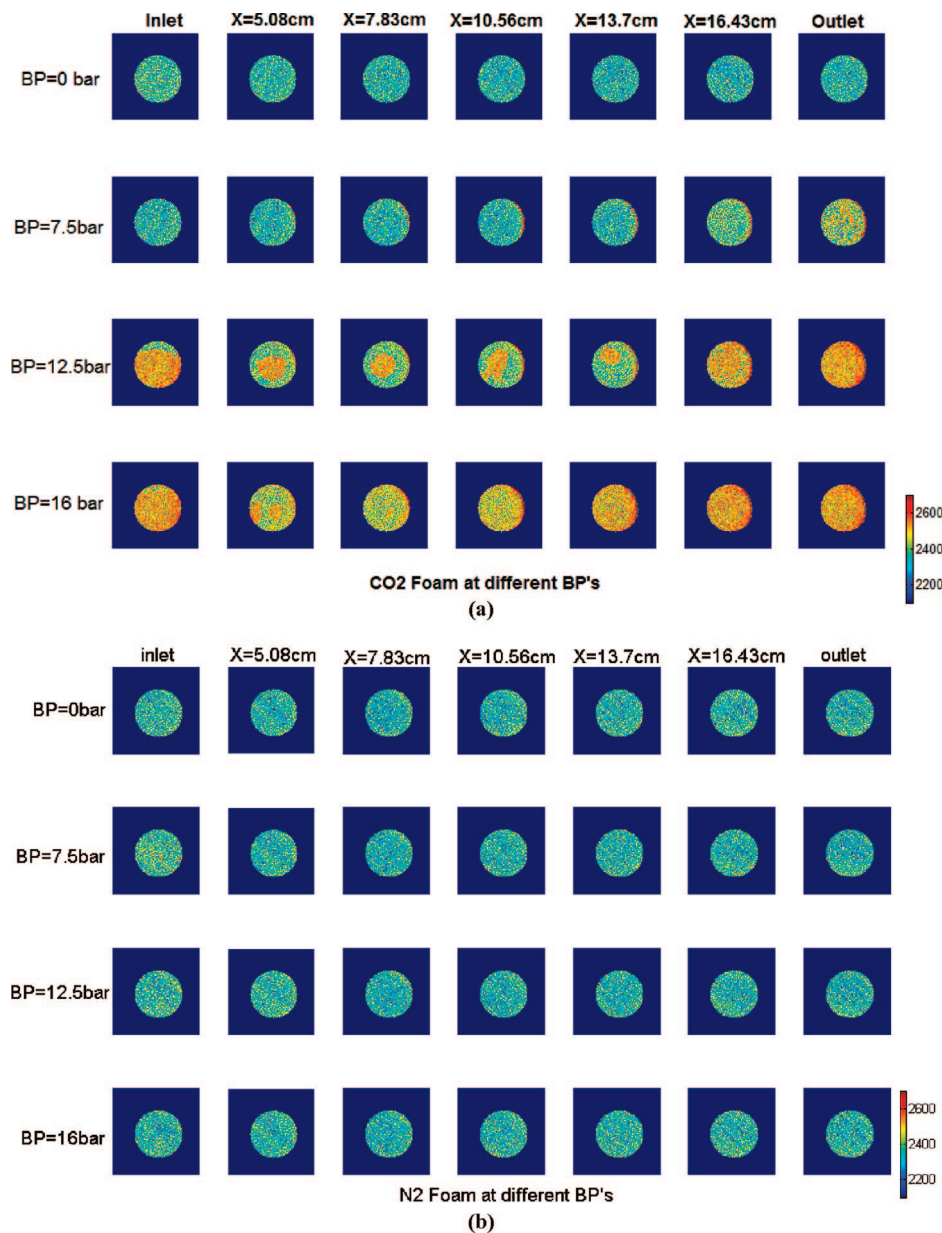 Inlet X=5.08cm X=7.83cm X=10.56cm X=13.7cm X=16.43cm Outlet
BP=0 bar
BP=7.5bar
BP=12.5bar
BP=16 bar
2600
2400
2200
CO2 Foam at different BP's
(a)
inlet X=5.08cm X=7.83cm X=10.56cm X=13.7cm X=16.43cm outlet
BP=0bar
BP=7.5bar
BP=12.5bar
BP=16bar
2600
2400
2200
N2 Foam at different BP's
(b)